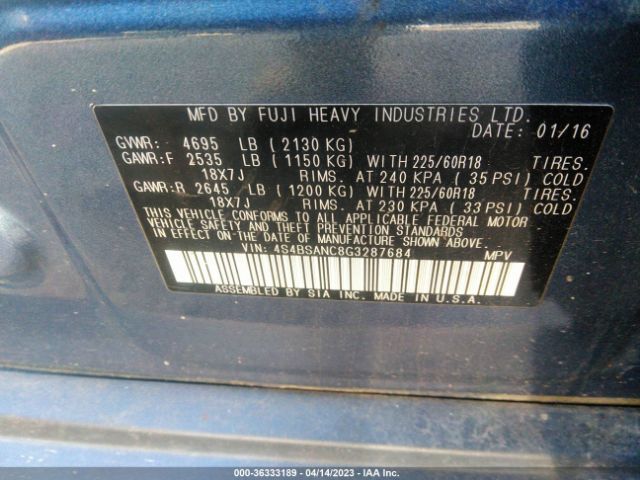 MFD BY FUJI HEAVY INDUSTRIES LTD.
DATE: 01/16
GVWR: 4695 LB (2130 KG)
GAWR:F 2535 LB (1150 KG) WITH 225/60R18 TIRES.
18X7J RIMS. AT 240 KPA (35 PSI) COLD
GAWR:R 2645 LB (1200 KG) WITH 225/60R18 TIRES.
18X7J RIMS. AT 230 KPA (33 PSI) COLD
THIS VEHICLE CONFORMS TO ALL APPLICABLE FEDERAL MOTOR
VEHICLE SAFETY AND THEFT PREVENTION STANDARDS
IN EFFECT ON THE DATE OF MANUFACTURE SHOWN ABOVE.
VIN: 4S4BSANC8G3287684 MPV
ASSEMBLED BY SIA INC. MADE IN U.S.A.
000-36333189 - 04/14/2023 - IAA Inc.